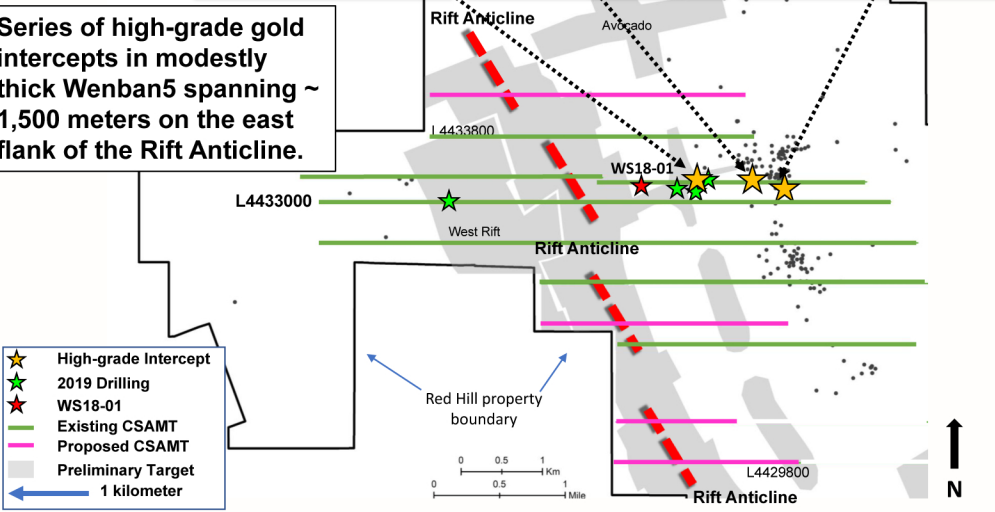 Series of high-grade gold
intercepts in modestly
thick Wenban5 spanning ~
1,500 meters on the east
flank of the Rift Anticline.
Rift Anticline
Avocado
L4433800
WS18-01
L4433000
West Rift
Rift Anticline
High-grade Intercept
2019 Drilling
WS18-01
Existing CSAMT
Proposed CSAMT
Preliminary Target
1 kilometer
Red Hill property
boundary
0 0.5 1
Km
0 0.5 1
Mile
L4429800
Rift Anticline
N